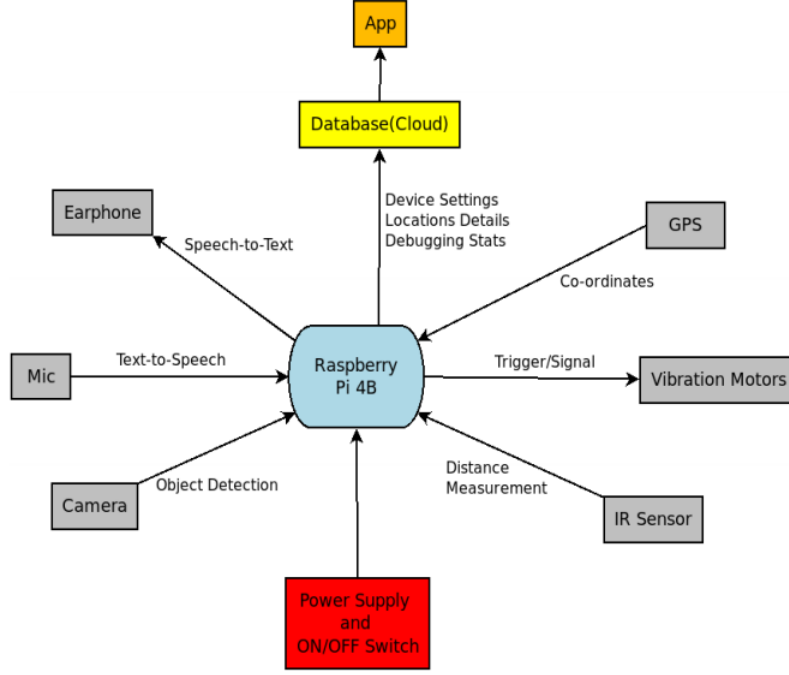 App
Database(Cloud)
Device Settings
Locations Details
Debugging Stats
Earphone
Speech-to-Text
GPS
Co-ordinates
Mic
Text-to-Speech
Raspberry
Pi 4B
Trigger/Signal
Vibration Motors
Camera
Object Detection
Distance
Measurement
IR Sensor
Power Supply
and
ON/OFF Switch